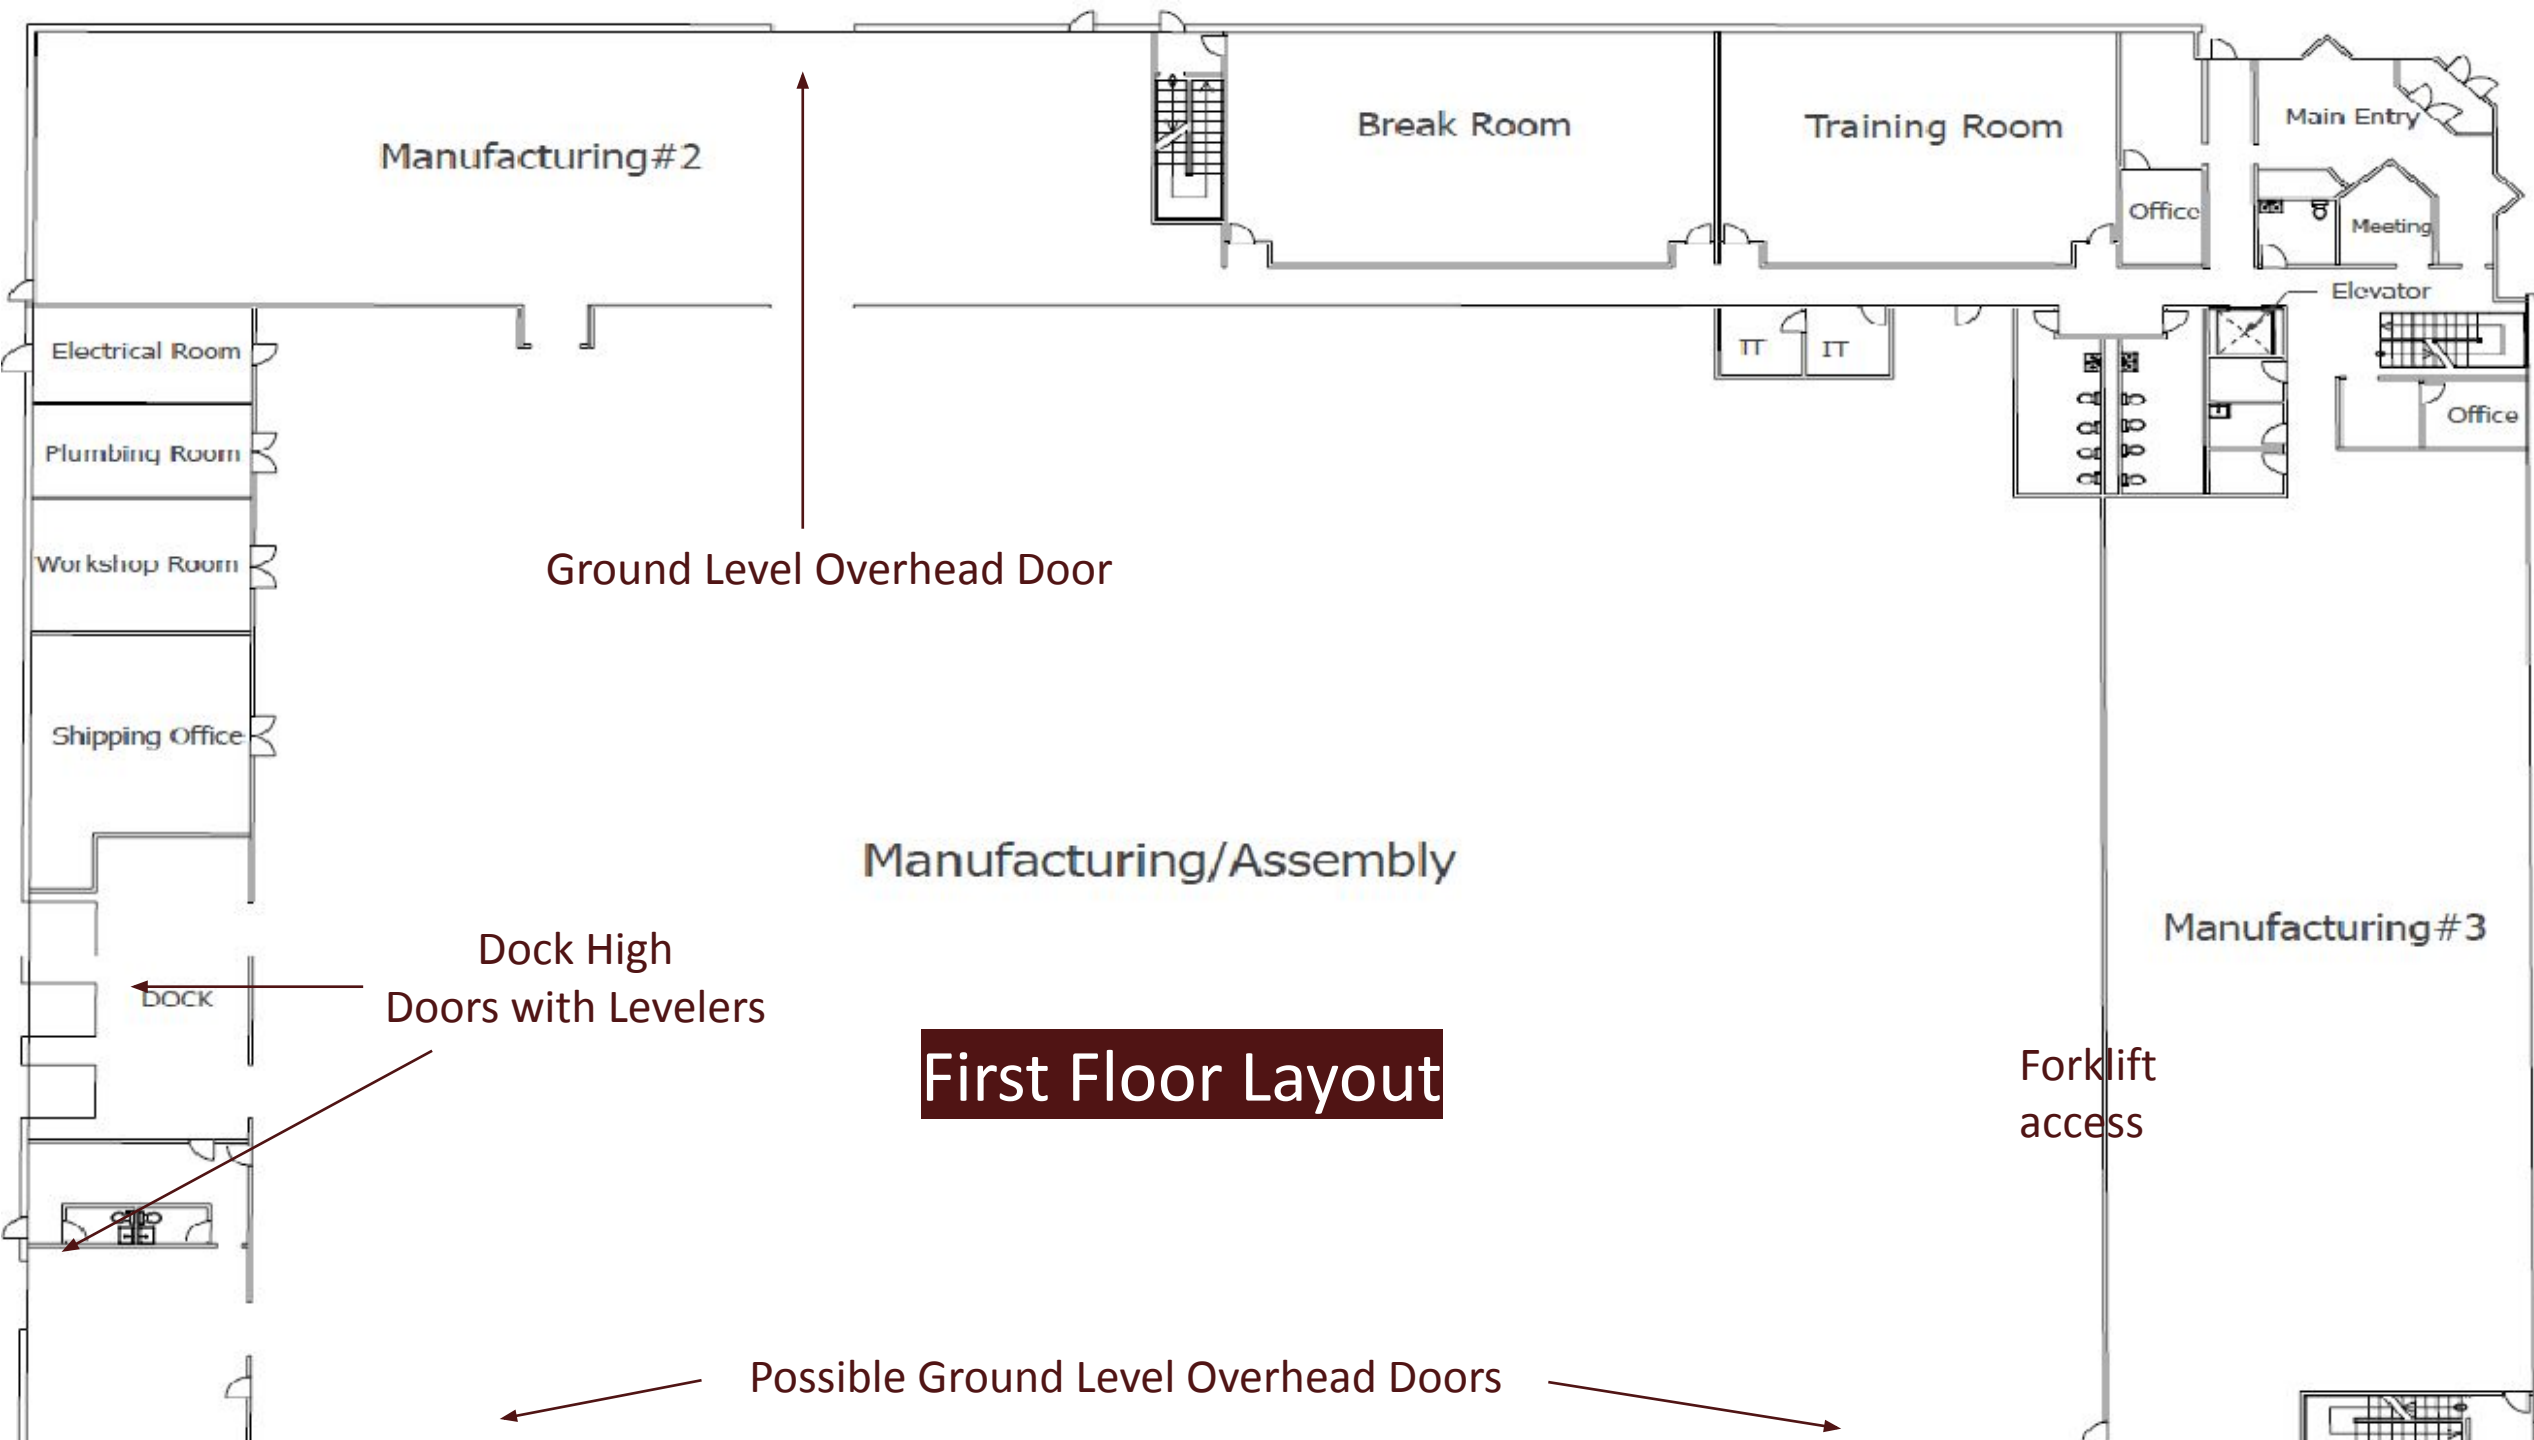 Manufacturing#2
Break Room
Training Room
Main Entry
Office
Meeting
Elevator
Electrical Room
IT
IT
Office
Plumbing Room
Workshop Room
Ground Level Overhead Door
Shipping Office
Manufacturing/Assembly
Manufacturing#3
Dock High
Doors with Levelers
DOCK
First Floor Layout
Forklift
access
Possible Ground Level Overhead Doors